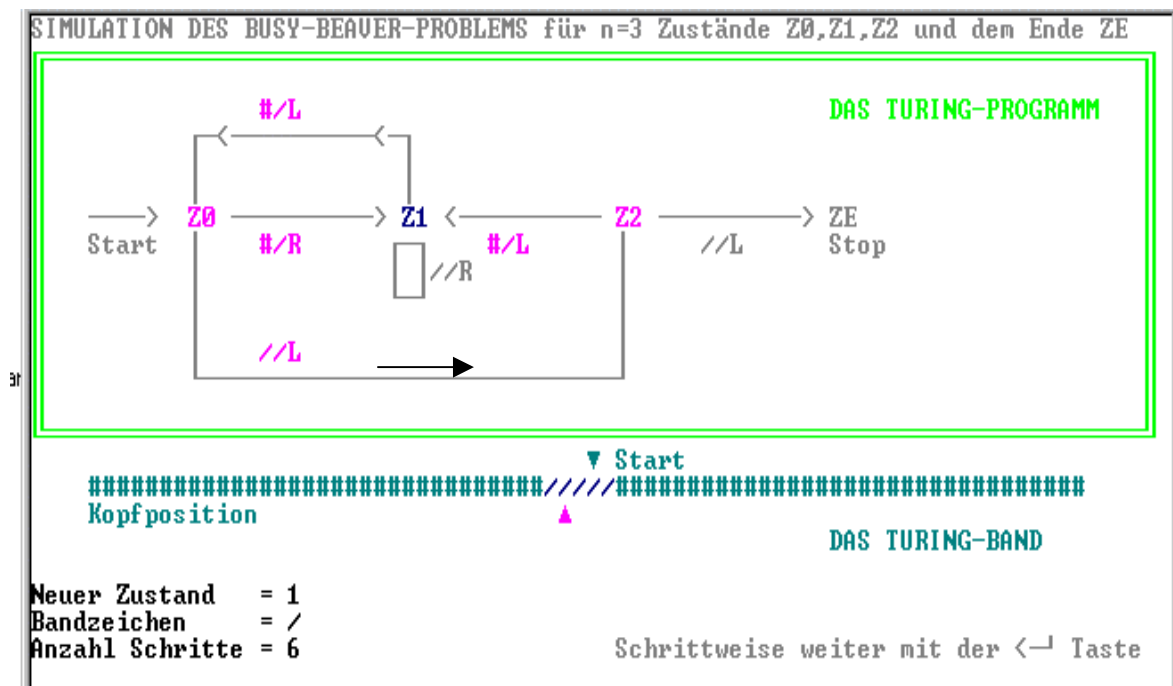 SIMULATION DES BUSY-BEAVER-PROBLEMS für n=3 Zustände Z0,Z1,Z2 und dem Ende ZE
#/L
DAS TURING-PROGRAMM
Z0 Z1 Z2 ZE
Start #/R #/L //L Stop
//R
//L
Start
################################/////#################################
Kopfposition
DAS TURING-BAND
Neuer Zustand = 1
Bandzeichen = /
Anzahl Schritte = 6
Schrittweise weiter mit der <─┘ Taste